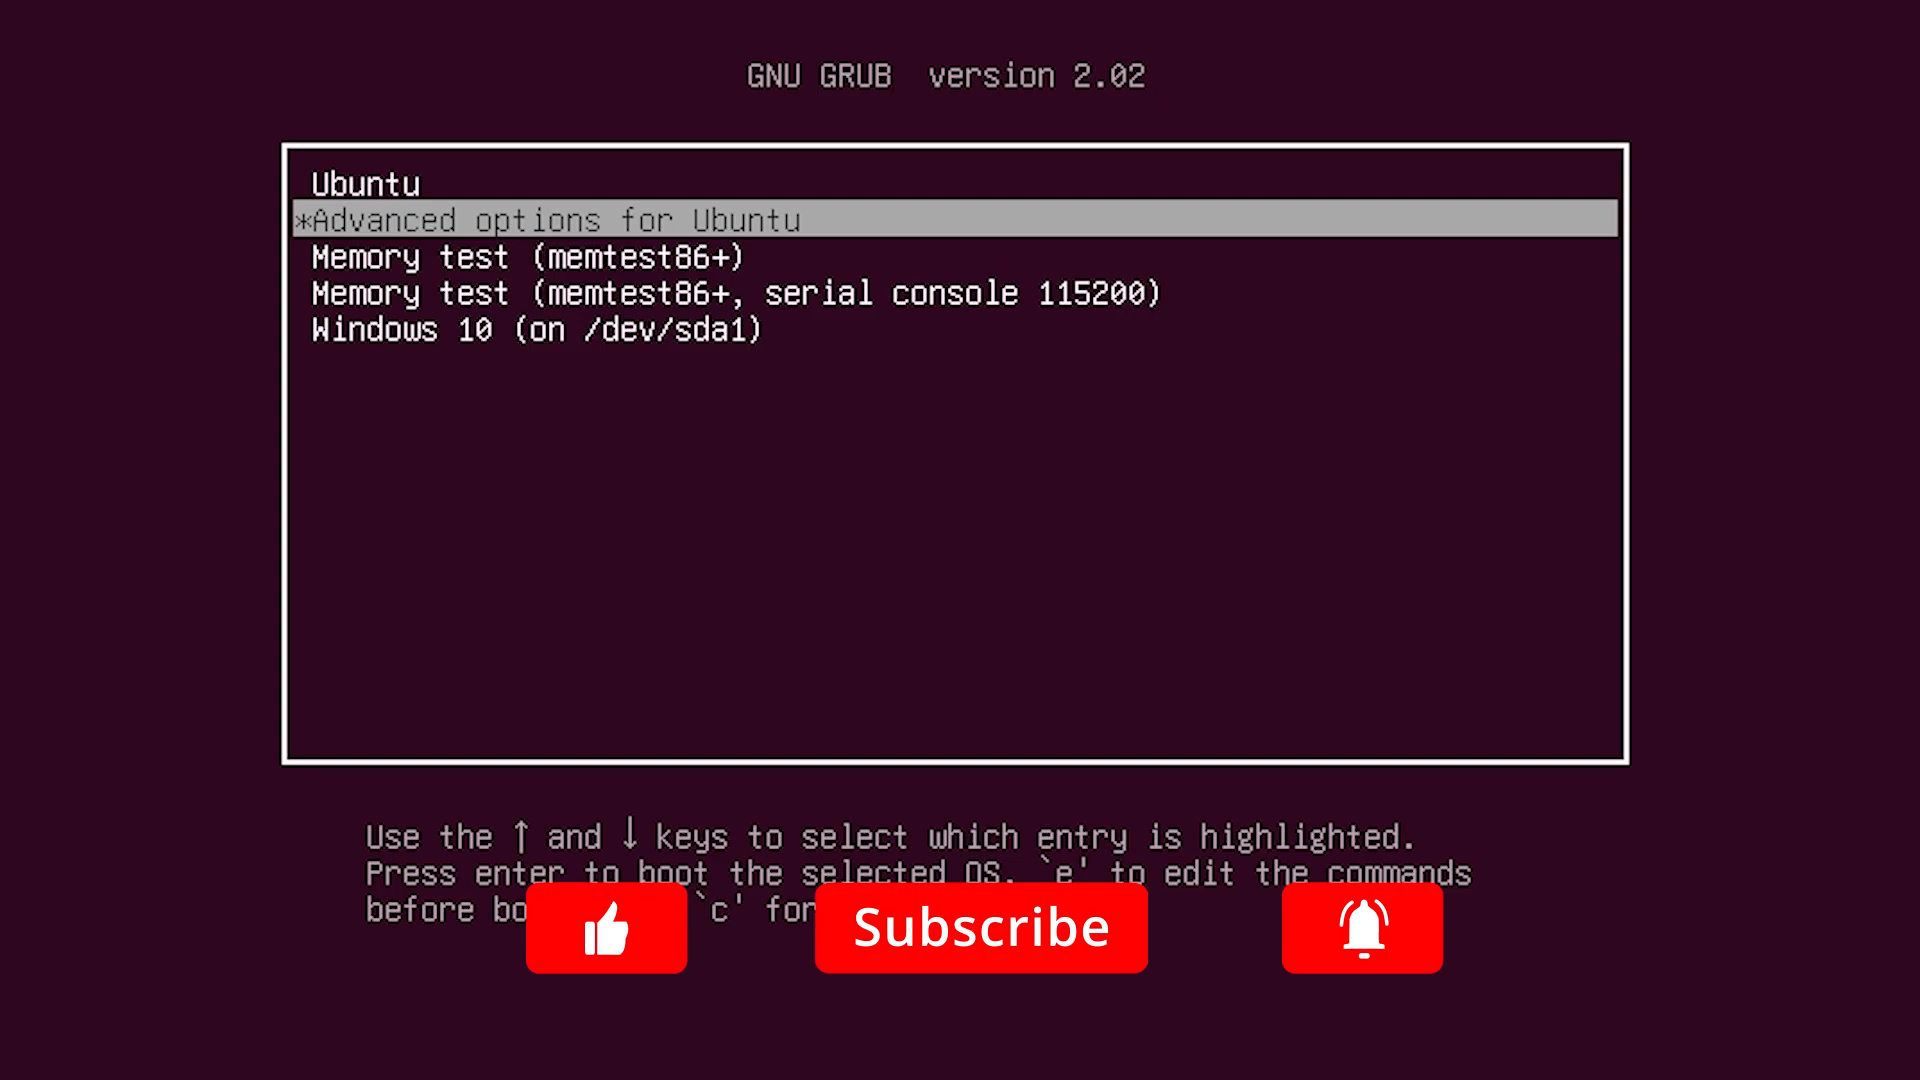 GNU GRUB version 2.02
Ubuntu
*Advanced options for Ubuntu
Memory test (memtest86+)
Memory test (memtest86+, serial console 115200)
Windows 10 (on /dev/sda1)
Use the ↑ and ↓ keys to select which entry is highlighted.
Press enter to boot the selected OS, `e' to edit the commands
before bo `c' for
Subscribe